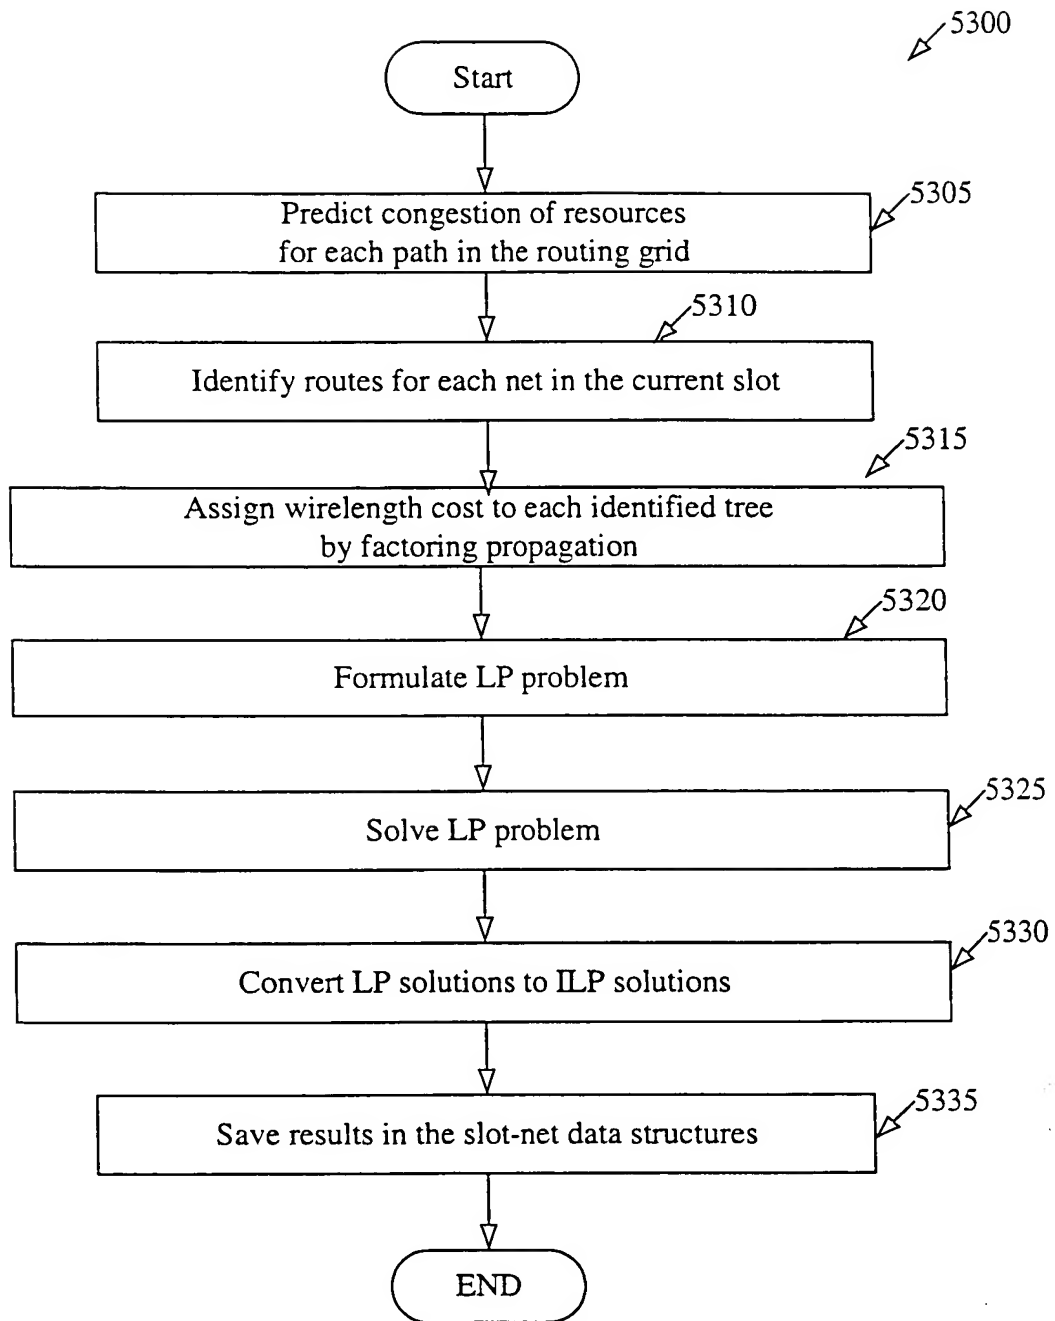 5300
Start
5305
Predict congestion of resources
for each path in the routing grid
5310
Identify routes for each net in the current slot
5315
Assign wirelength cost to each identified tree
by factoring propagation
5320
Formulate LP problem
5325
Solve LP problem
5330
Convert LP solutions to ILP solutions
5335
Save results in the slot-net data structures
END